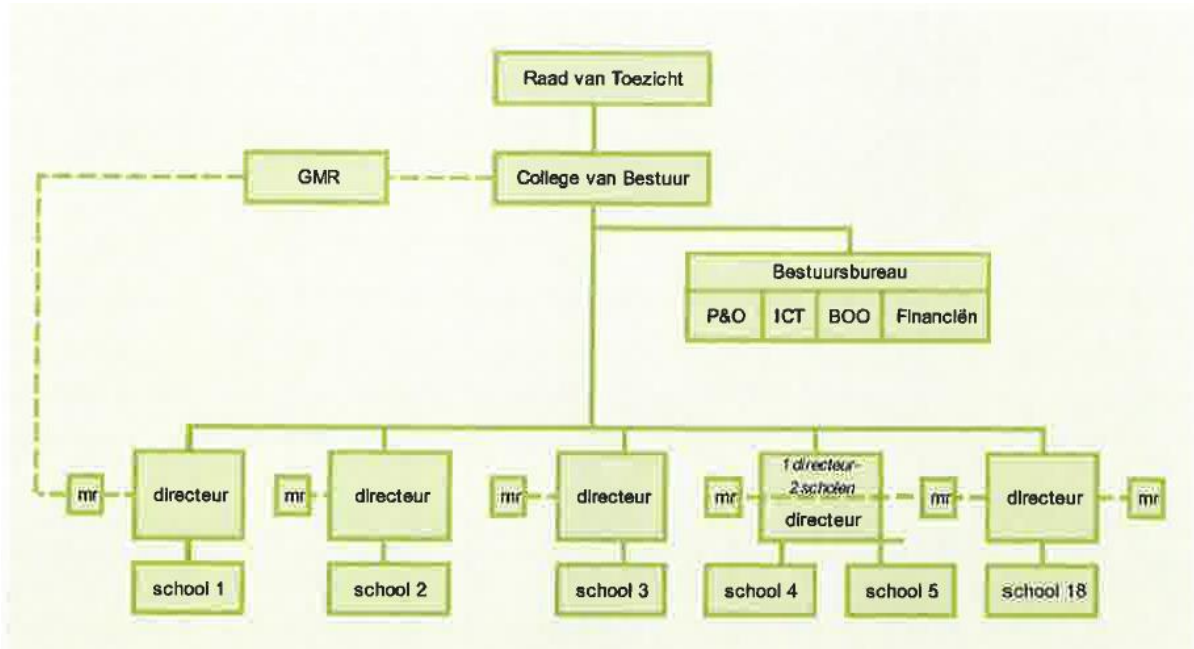 Raad van Toezicht
GMR
College van Bestuur
Bestuursbureau
P&O
ICT
BOO
Financiën
mr
directeur
mr
directeur
mr
directeur
mr
1 directeur-
2 scholen
directeur
mr
directeur
mr
school 1
school 2
school 3
school 4
school 5
school 18